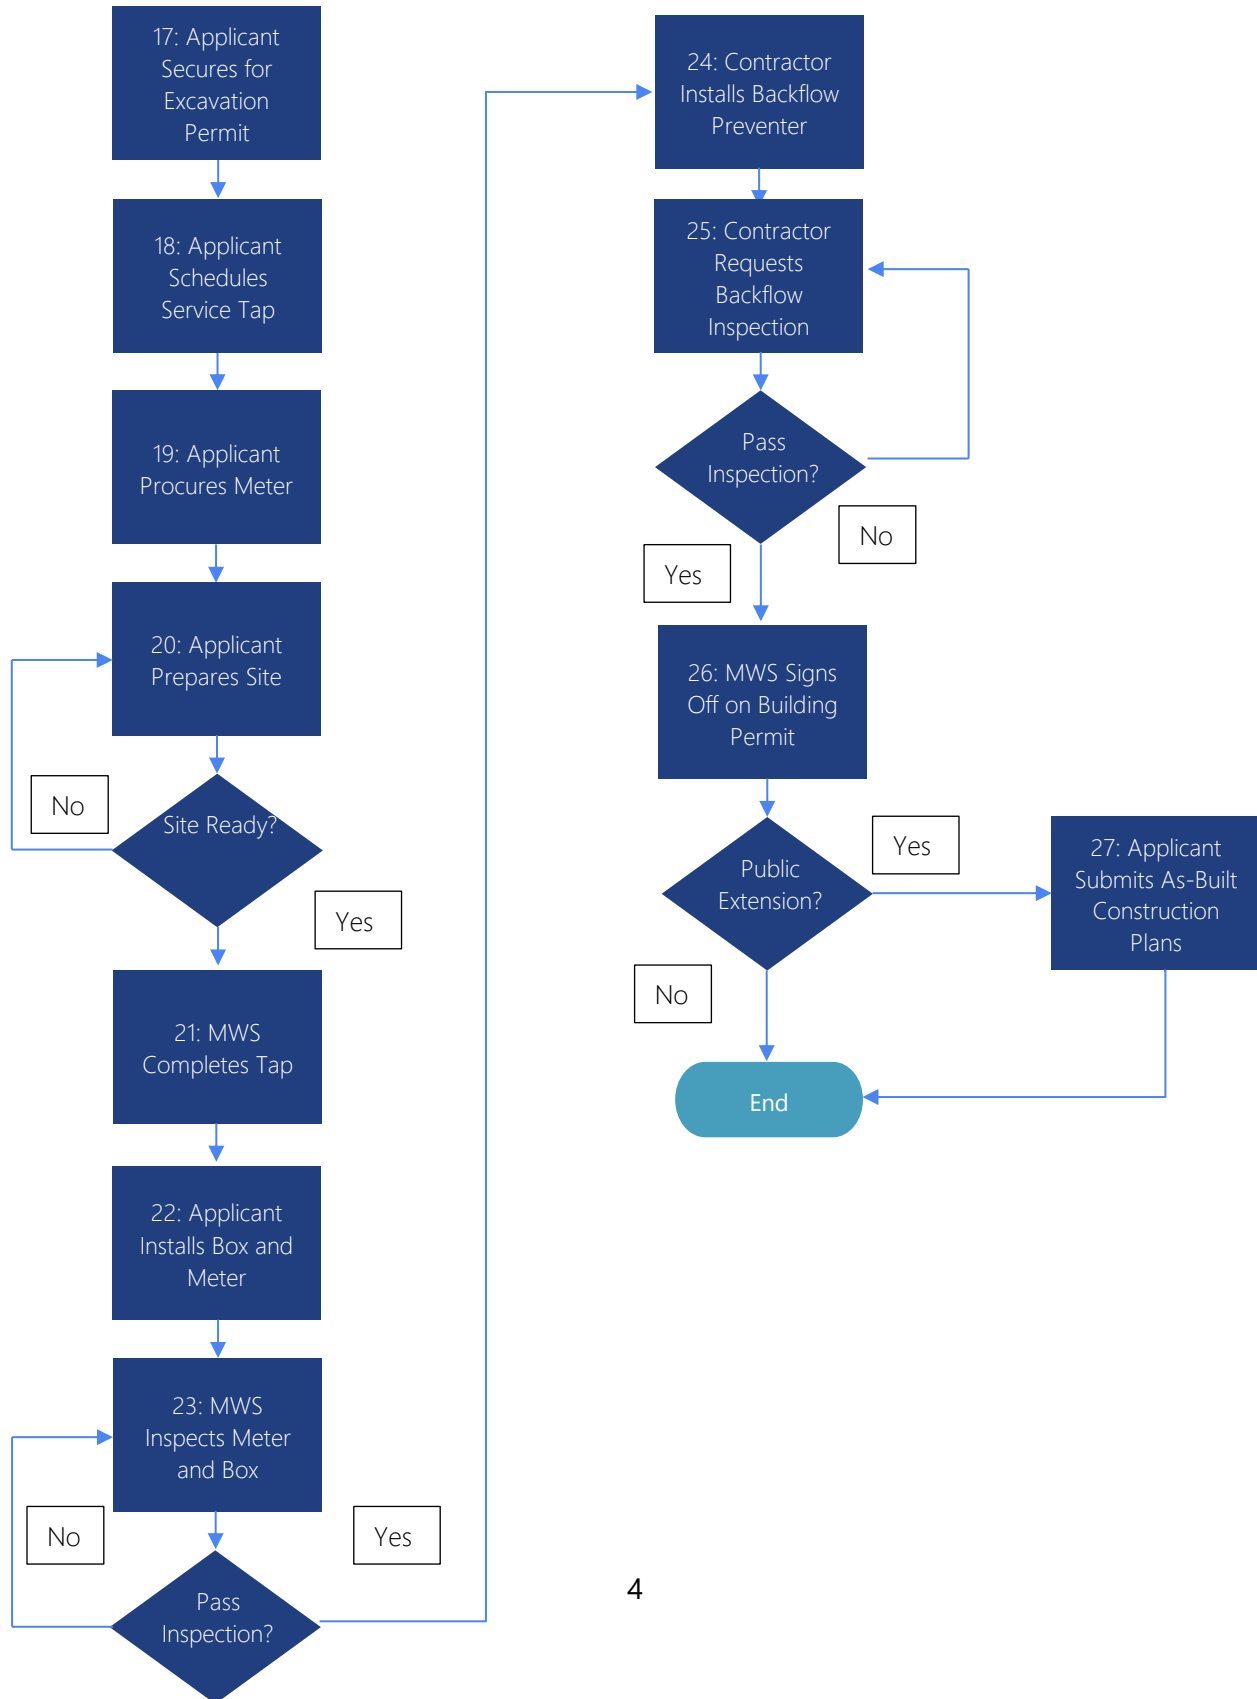 17: Applicant
Secures for
Excavation
Permit
18: Applicant
Schedules
Service Tap
19: Applicant
Procures Meter
20: Applicant
Prepares Site
No
Site Ready?
Yes
21: MWS
Completes Tap
22: Applicant
Installs Box and
Meter
23: MWS
Inspects Meter
and Box
No
Yes
Pass
Inspection?
24: Contractor
Installs Backflow
Preventer
25: Contractor
Requests
Backflow
Inspection
Pass
Inspection?
No
Yes
26: MWS Signs
Off on Building
Permit
Public
Extension?
Yes
No
27: Applicant
Submits As-Built
Construction
Plans
End
4